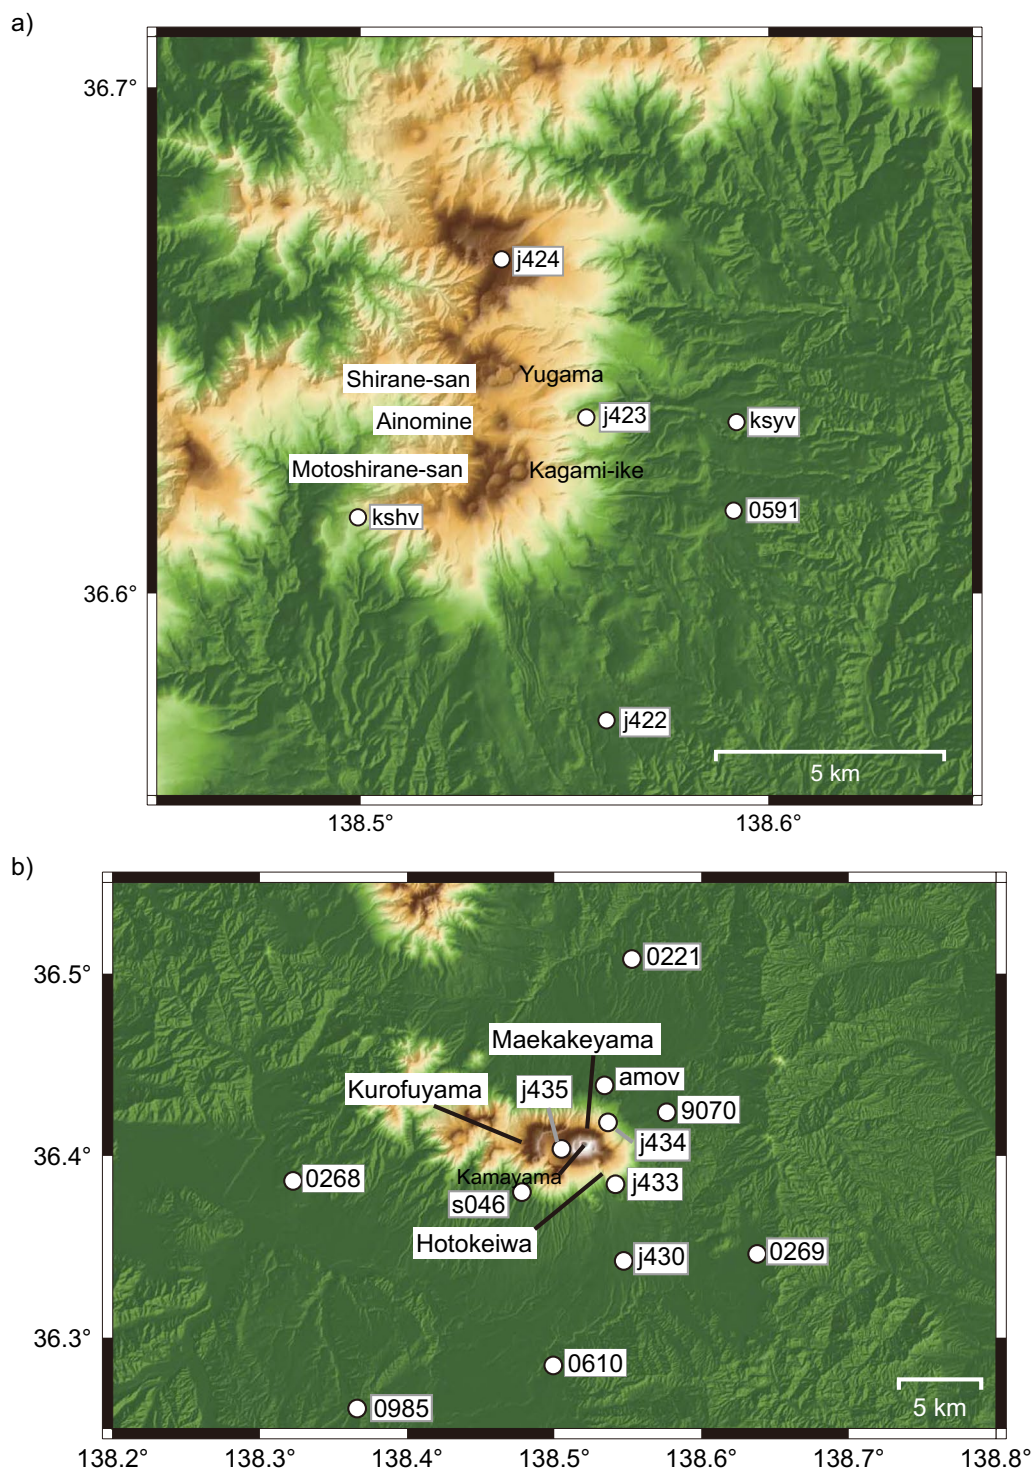 a)
36.7°
j424
Shirane-san
Yugama
Ainomine
j423
ksyv
Motoshirane-san
Kagami-ike
kshv
0591
36.6°
j422
5 km
138.5°
138.6°
b)
0221
36.5°
Maekakeyama
Kurofuyama
j435
amov
9070
j434
36.4°
0268
Kamayama
s046
j433
Hotokeiwa
j430
0269
36.3°
0610
0985
5 km
138.2°
138.3°
138.4°
138.5°
138.6°
138.7°
138.8°